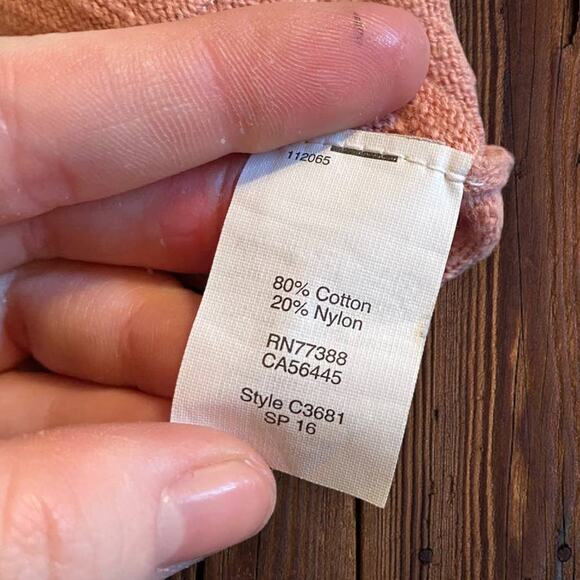 112065
80% Cotton
20% Nylon
RN77388
CA56445
Style C3681
SP 16